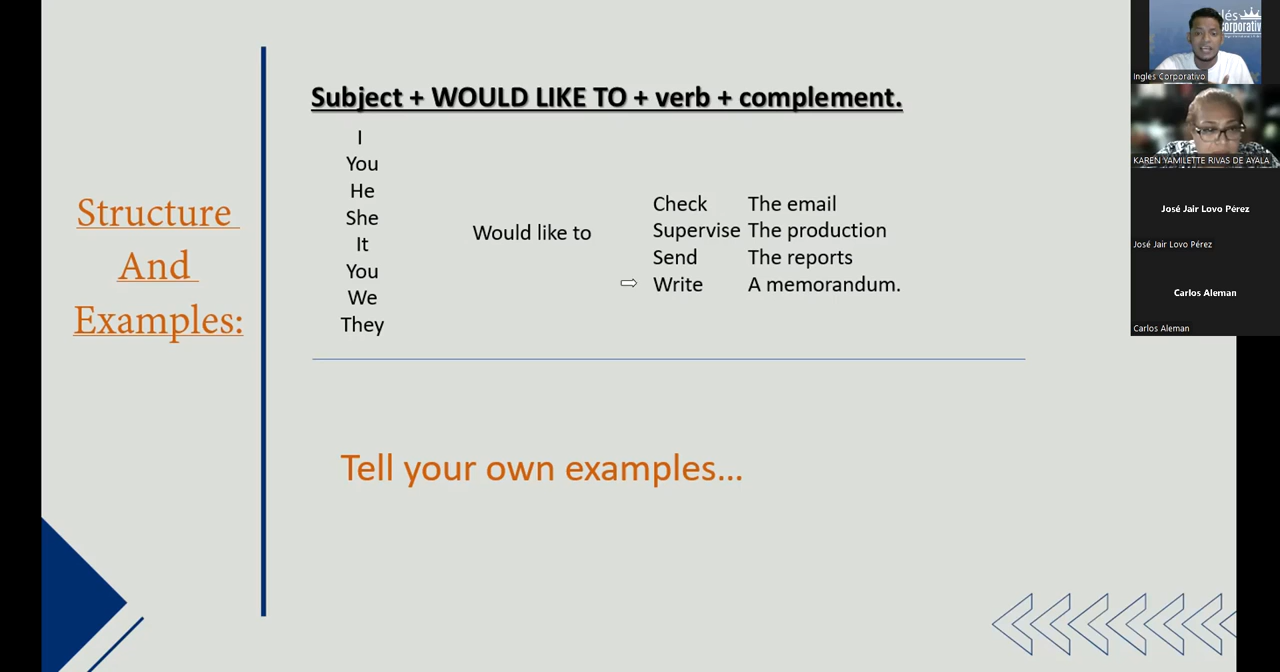 Structure
And
Examples:
Subject + WOULD LIKE TO + verb + complement.
I
You
He
She
It
You
We
They
Would like to
Check The email
Supervise The production
Send The reports
Write A memorandum.
Tell your own examples...
lés
corporativ
Ingles Corporativo
KAREN YAMILETTE RIVAS DE AYALA
José Jair Lovo Pérez
José Jair Lovo Pérez
Carlos Aleman
Carlos Aleman